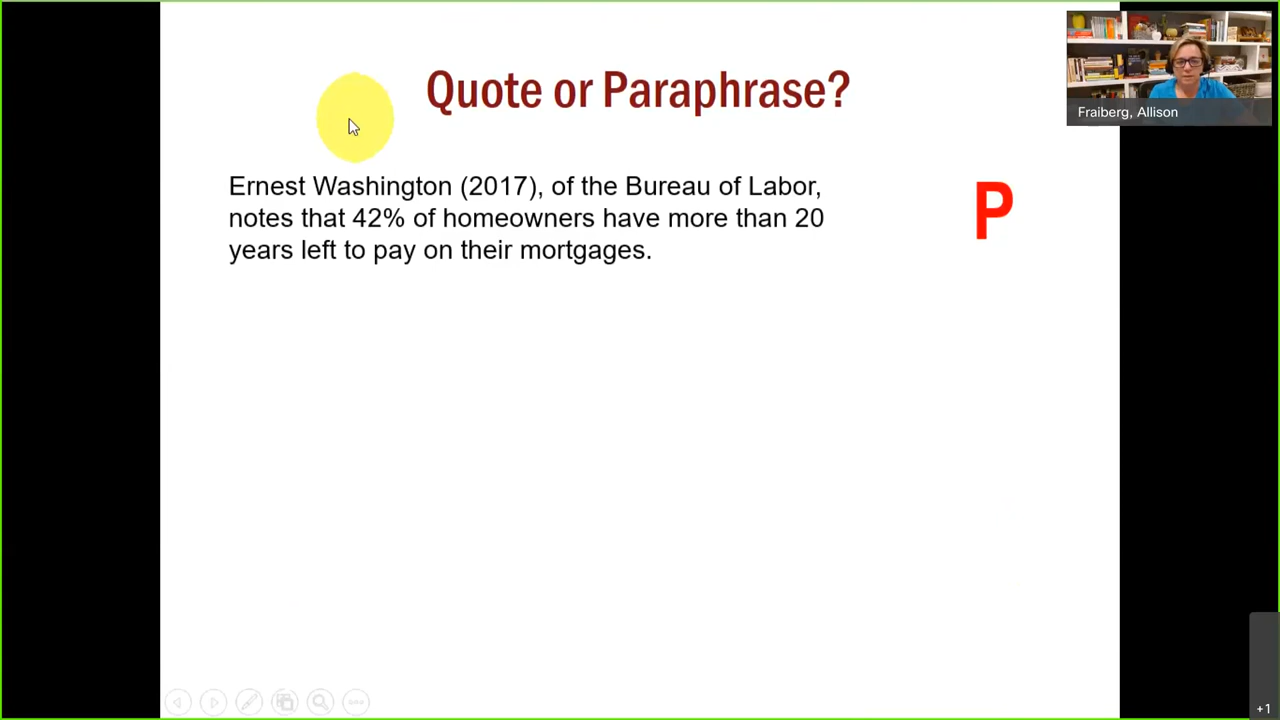 Quote or Paraphrase?
Fraiberg, Allison
Ernest Washington (2017), of the Bureau of Labor,
notes that 42% of homeowners have more than 20
years left to pay on their mortgages.
P
+1